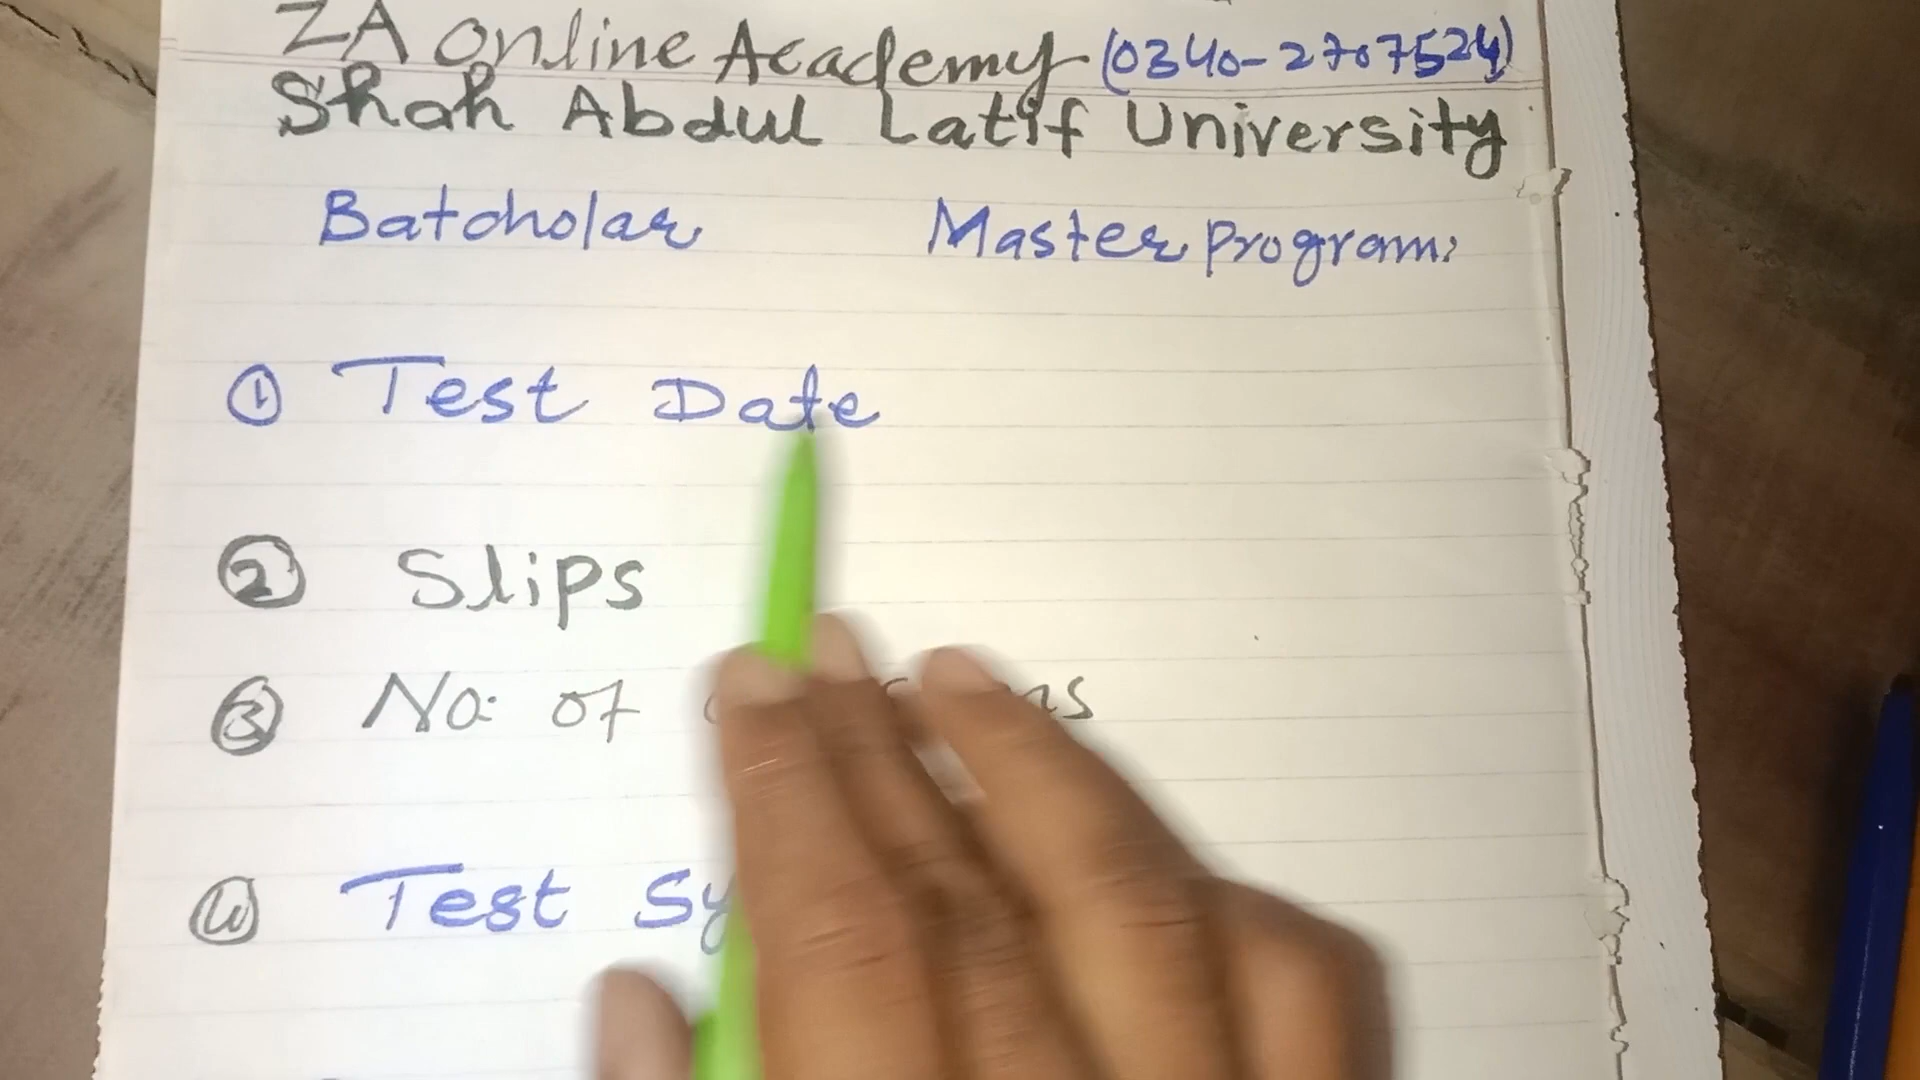 ZA Online Academy (0340-2707524)
Shah Abdul Latif University
Batcholar Master Program:
① Test Date
② Slips
③ No: of
④ Test